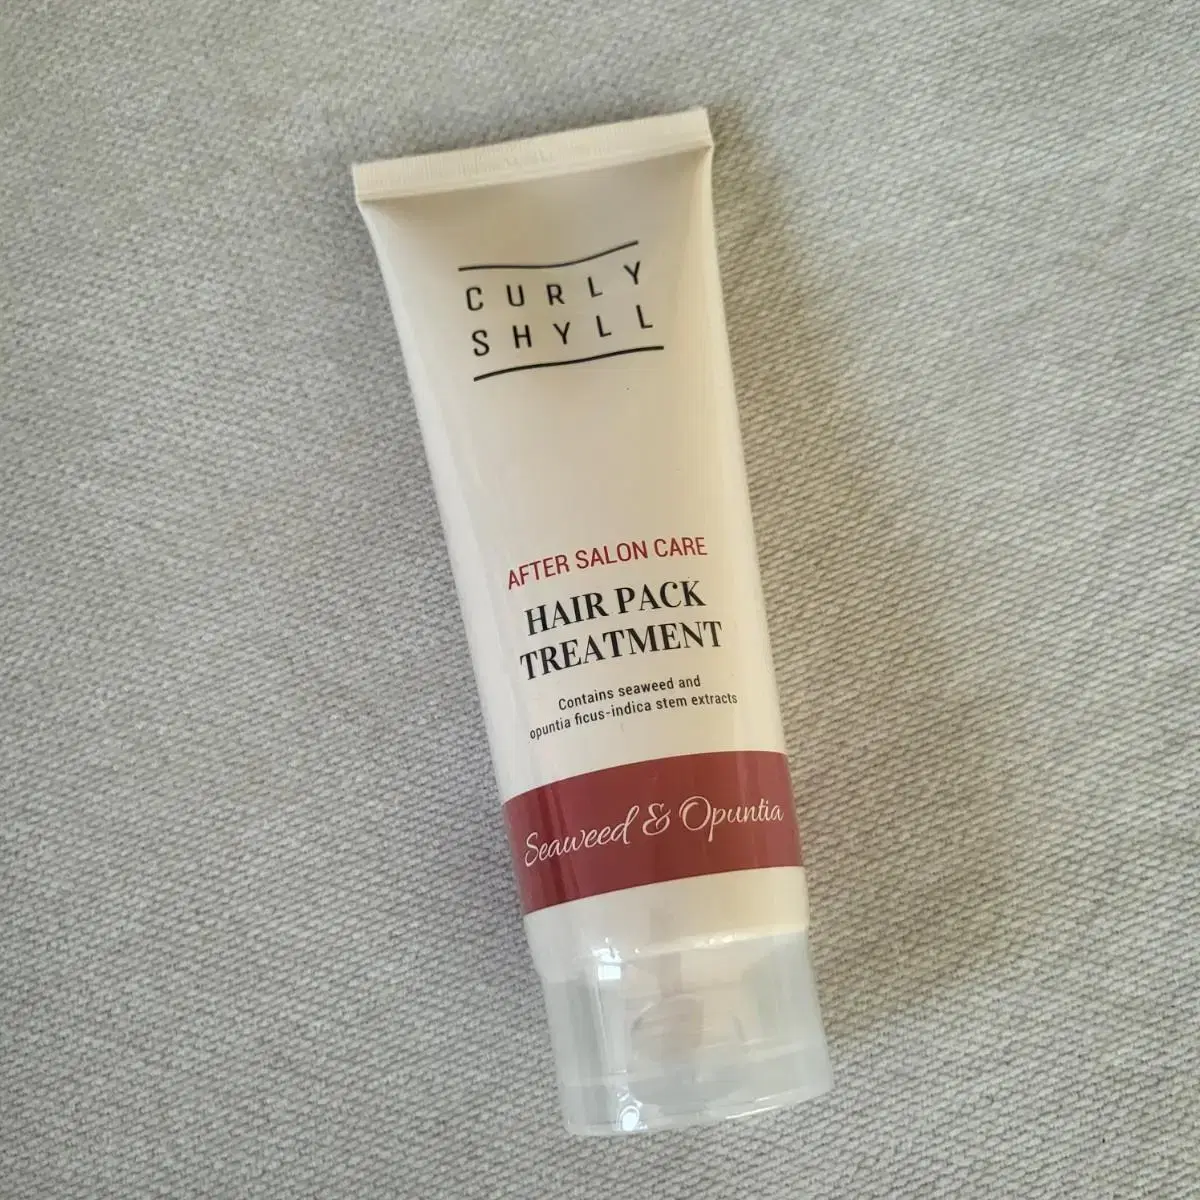 CURLY
SHYLL
AFTER SALON CARE
HAIR PACK
TREATMENT
Contains seaweed and
opuntia ficus-indica stem extracts
Seaweed & Opuntia